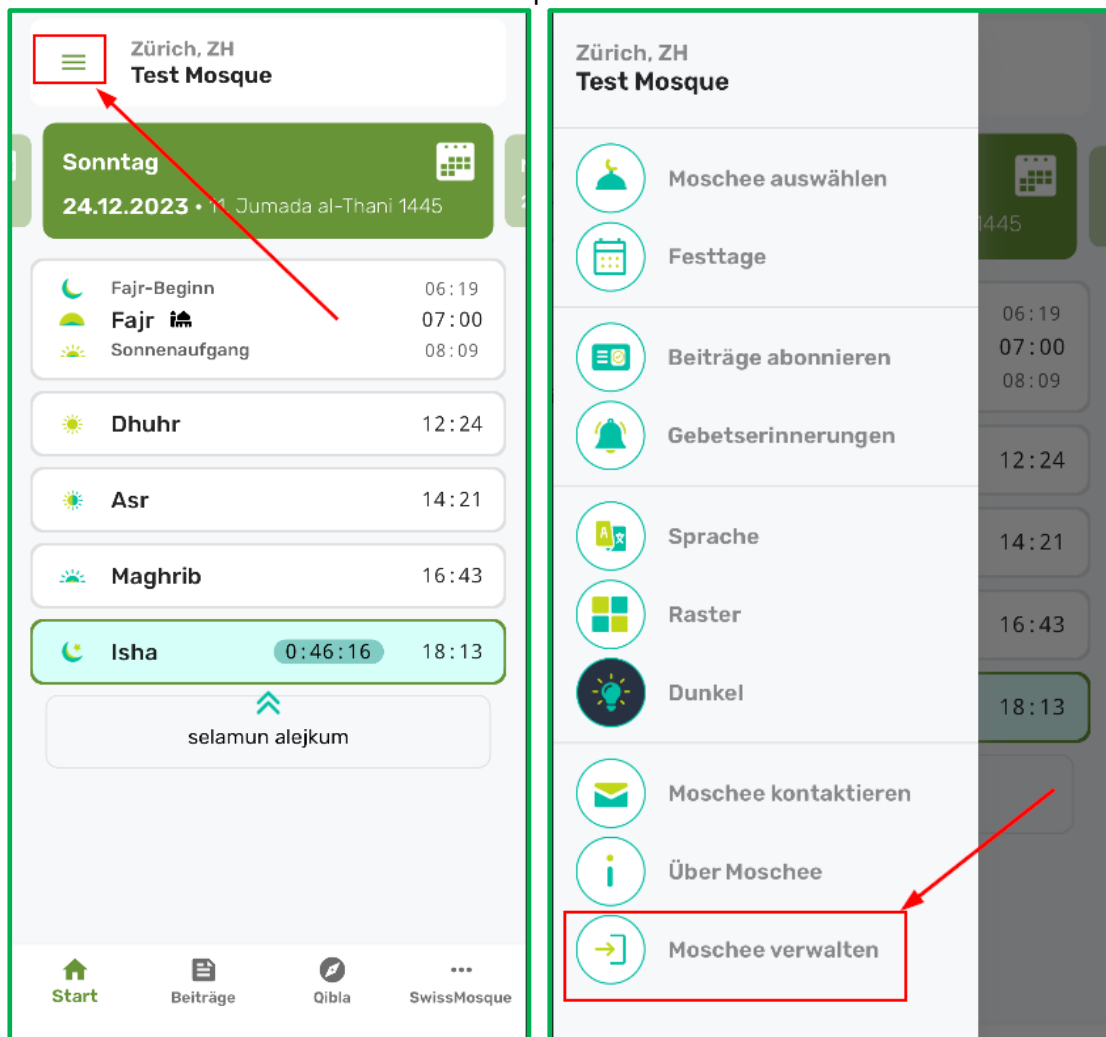 Zürich, ZH
Test Mosque
Sonntag
24.12.2023 • 11. Jumada al-Thani 1445
Fajr-Beginn 06:19
Fajr 07:00
Sonnenaufgang 08:09
Dhuhr 12:24
Asr 14:21
Maghrib 16:43
Isha 0:46:16 18:13
selamun alejkum
Start Beiträge Qibla SwissMosque
Zürich, ZH
Test Mosque
Moschee auswählen
1445
Festtage
06:19
Beiträge abonnieren 07:00
08:09
Gebetserinnerungen
12:24
Sprache
14:21
Raster
16:43
Dunkel
18:13
Moschee kontaktieren
Über Moschee
Moschee verwalten